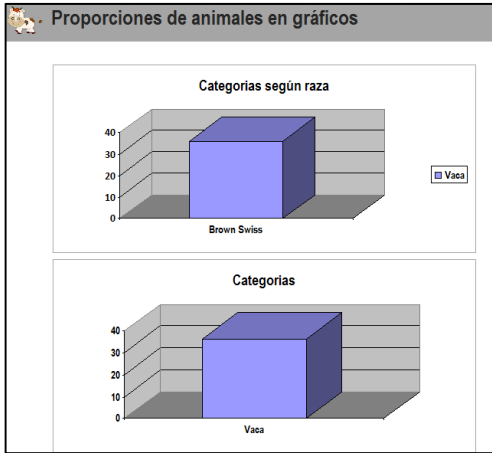 Proporciones de animales en gráficos
Categorias según raza
40
30
20
10
0
Brown Swiss
Vaca
Categorias
40
30
20
10
0
Vaca